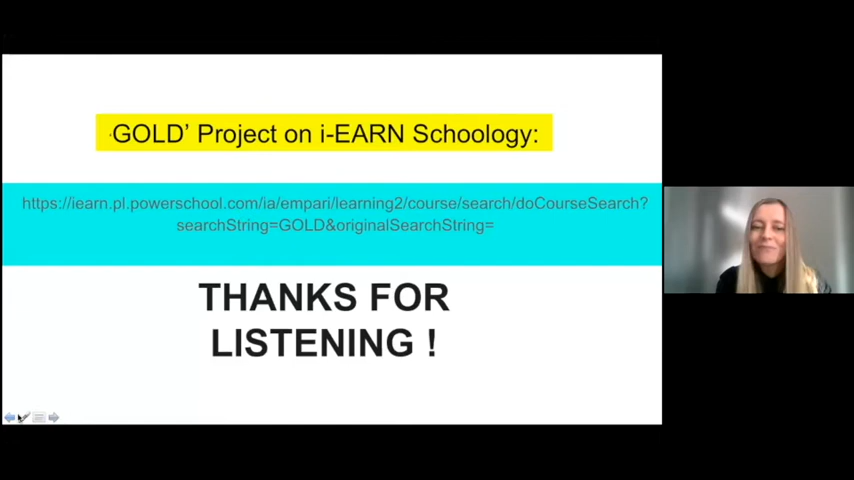 ‘GOLD’ Project on i-EARN Schoology:
https://iearn.pl.powerschool.com/ia/empari/learning2/course/search/doCourseSearch?
searchString=GOLD&originalSearchString=
THANKS FOR
LISTENING !